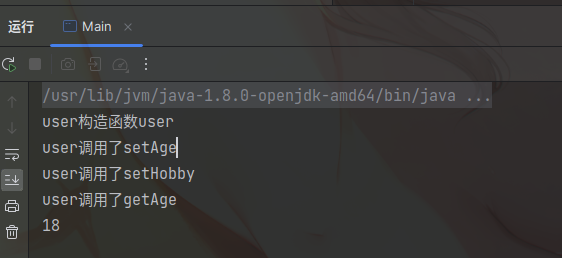 运行
Main
/usr/lib/jvm/java-1.8.0-openjdk-amd64/bin/java ...
user构造函数user
user调用了setAge
user调用了setHobby
user调用了getAge
18